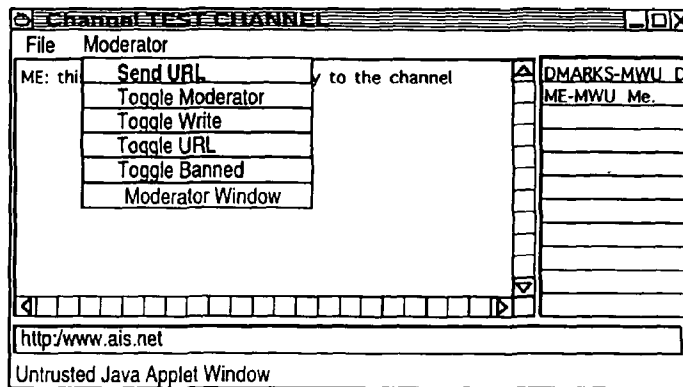 Channel TEST CHANNEL
File Moderator
ME: thi y to the channel
Send URL
Toggle Moderator
Toggle Write
Toggle URL
Toggle Banned
Moderator Window
DMARKS-MWU D
ME-MWU Me.
http:/www.ais.net
Untrusted Java Applet Window